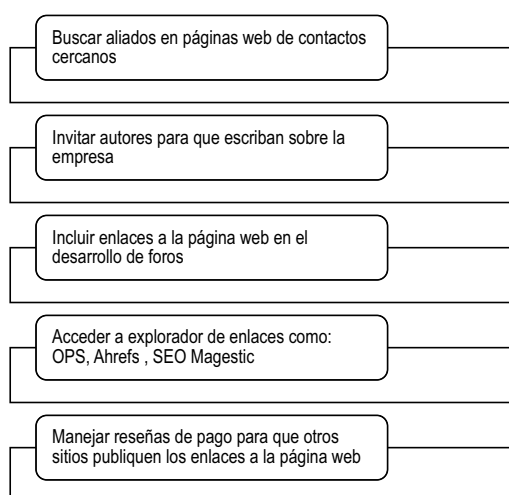 Buscar aliados en páginas web de contactos
cercanos
Invitar autores para que escriban sobre la
empresa
Incluir enlaces a la página web en el
desarrollo de foros
Acceder a explorador de enlaces como:
OPS, Ahrefs , SEO Magestic
Manejar reseñas de pago para que otros
sitios publiquen los enlaces a la página web